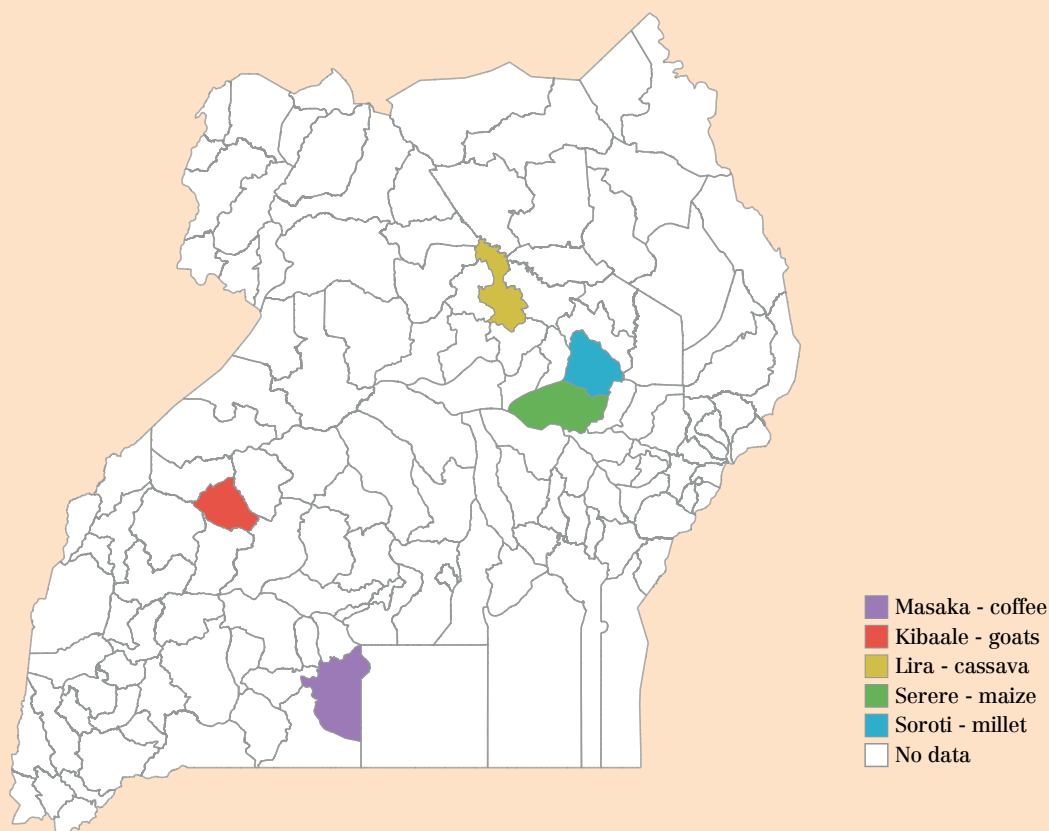 Masaka - coffee
Kibaale - goats
Lira - cassava
Serere - maize
Soroti - millet
No data